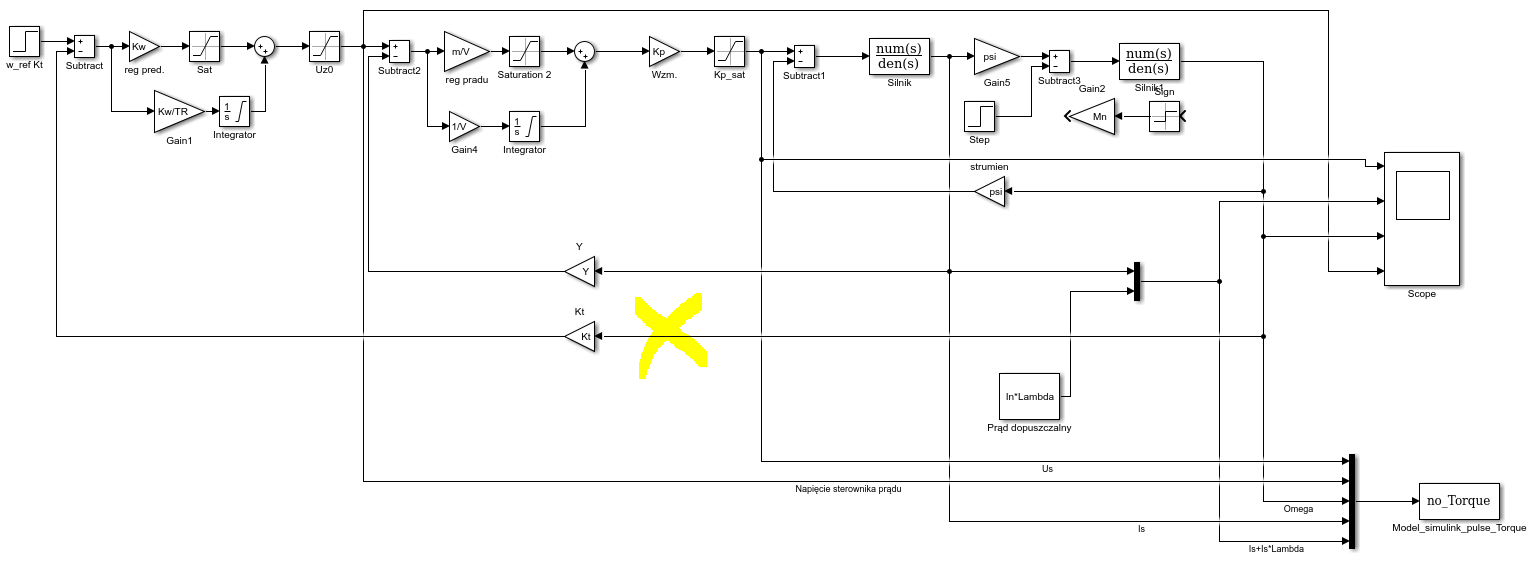 w_ref Kt
+
−
Subtract
Kw
reg pred.
Sat
+
+
Uz0
+
−
Subtract2
m/V
reg pradu
Saturation 2
+
+
Kp
Wzm.
Kp_sat
+
−
Subtract1
num(s)
den(s)
Silnik
psi
Gain5
+
−
Subtract3
num(s)
den(s)
Silnik1
Kw/TR
Gain1
1
s
Integrator
1/V
Gain4
1
s
Integrator
Step
Gain2
Mn
Sign
strumien
psi
Scope
Y
Y
Kt
Kt
In*Lambda
Prąd dopuszczalny
Us
Napięcie sterownika prądu
Omega
Is
Is+Is*Lambda
no_Torque
Model_simulink_pulse_Torque